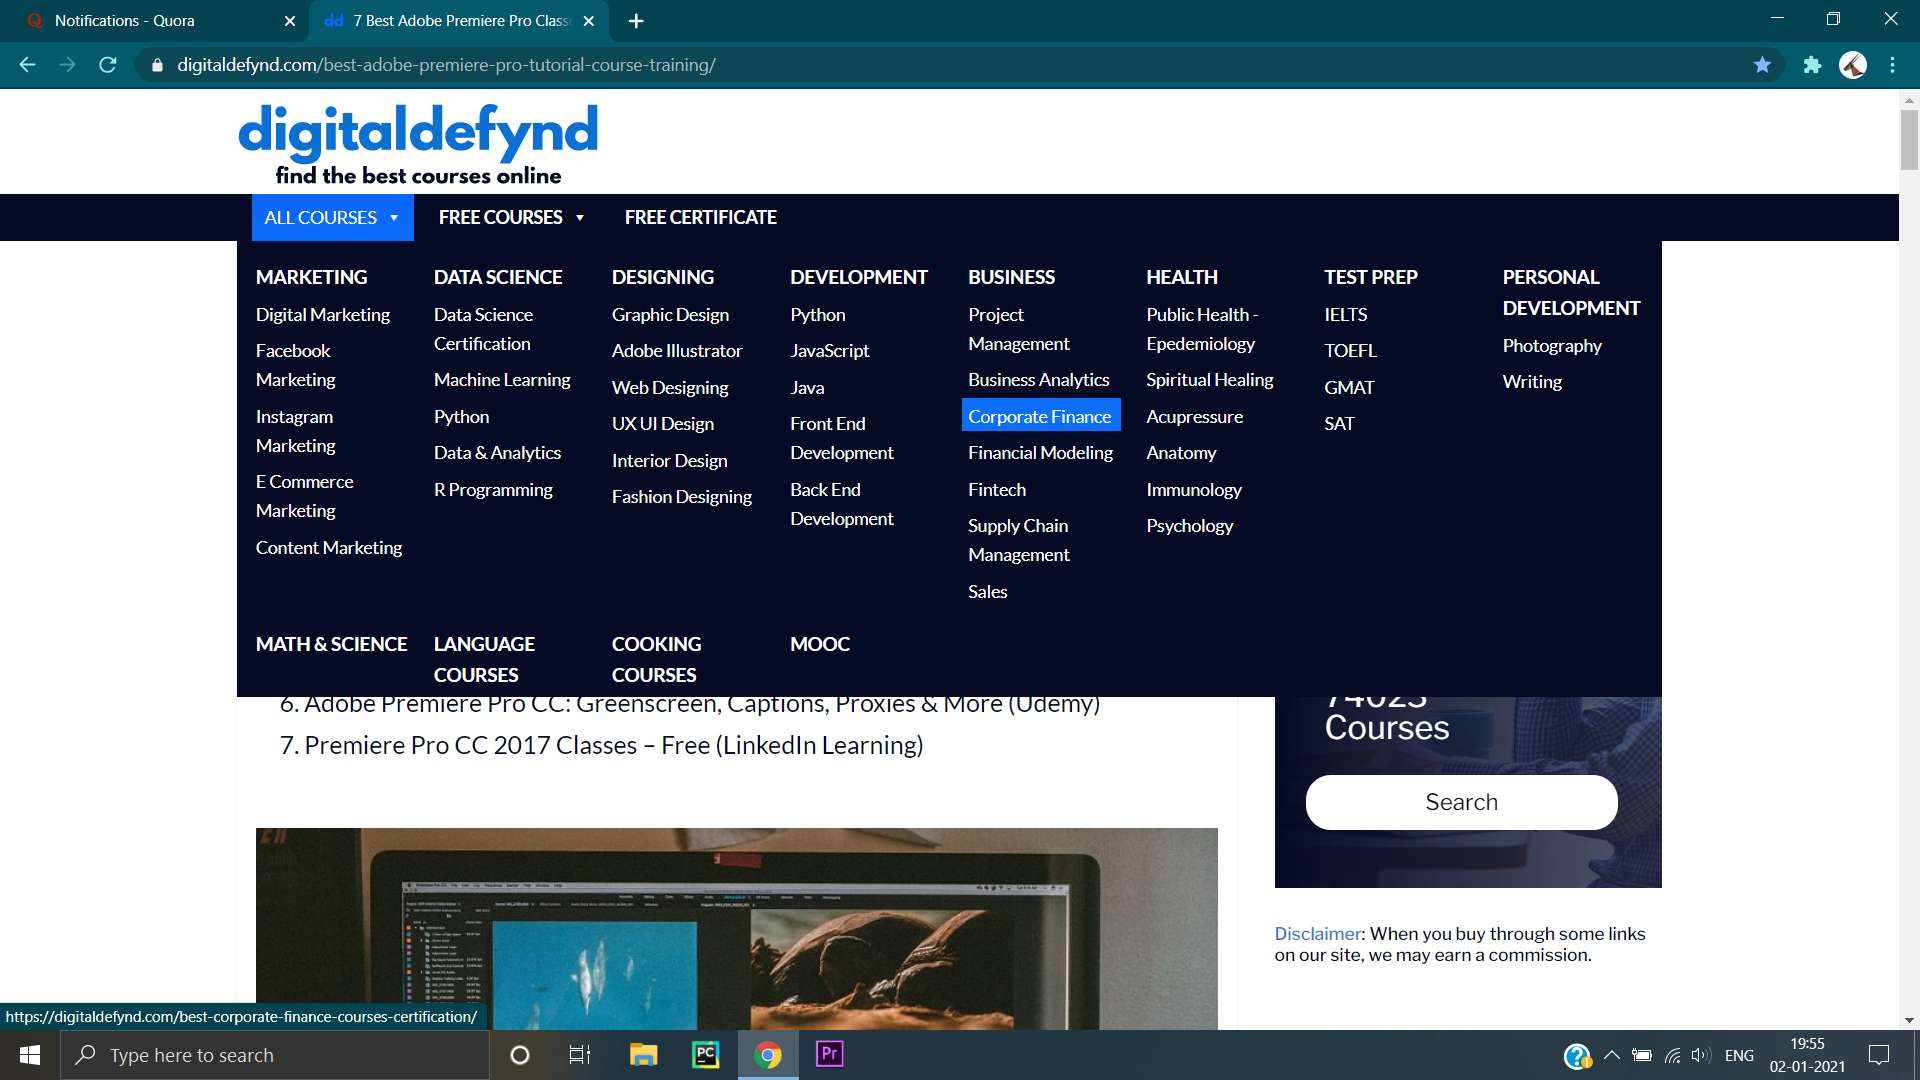 Notifications - Quora
7 Best Adobe Premiere Pro Class
digitaldefynd.com/best-adobe-premiere-pro-tutorial-course-training/
digitaldefynd
find the best courses online
ALL COURSES
FREE COURSES
FREE CERTIFICATE
MARKETING
Digital Marketing
Facebook
Marketing
Instagram
Marketing
E Commerce
Marketing
Content Marketing
DATA SCIENCE
Data Science
Certification
Machine Learning
Python
Data & Analytics
R Programming
DESIGNING
Graphic Design
Adobe Illustrator
Web Designing
UX UI Design
Interior Design
Fashion Designing
DEVELOPMENT
Python
JavaScript
Java
Front End
Development
Back End
Development
BUSINESS
Project
Management
Business Analytics
Corporate Finance
Financial Modeling
Fintech
Supply Chain
Management
Sales
HEALTH
Public Health -
Epedemiology
Spiritual Healing
Acupressure
Anatomy
Immunology
Psychology
TEST PREP
IELTS
TOEFL
GMAT
SAT
PERSONAL
DEVELOPMENT
Photography
Writing
MATH & SCIENCE
LANGUAGE
COURSES
COOKING
COURSES
MOOC
6. Adobe Premiere Pro CC: Greenscreen, Captions, Proxies & More (Udemy)
7. Premiere Pro CC 2017 Classes – Free (LinkedIn Learning)
74023
Courses
Search
Disclaimer: When you buy through some links
on our site, we may earn a commission.
https://digitaldefynd.com/best-corporate-finance-courses-certification/
Type here to search
PC
Pr
ENG
19:55
02-01-2021